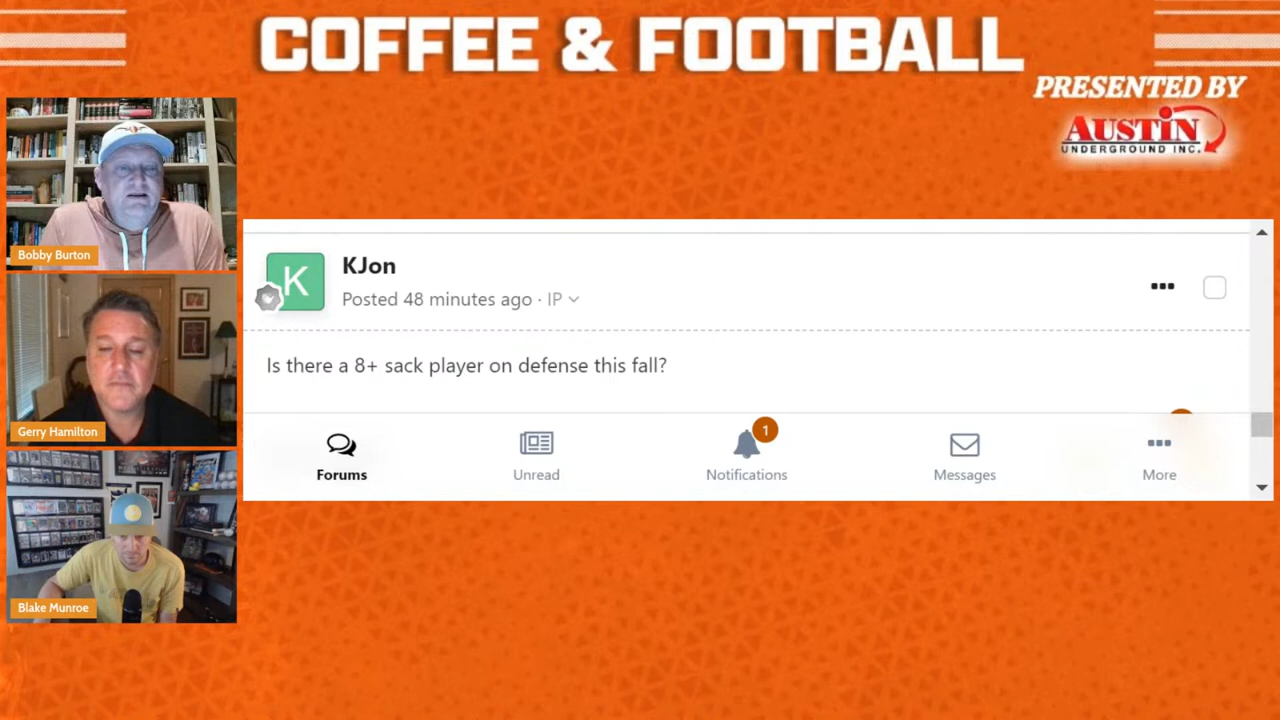 COFFEE & FOOTBALL
PRESENTED BY
AUSTIN
UNDERGROUND INC.
Bobby Burton
Gerry Hamilton
Blake Munroe
K
KJon
Posted 48 minutes ago · IP
Is there a 8+ sack player on defense this fall?
1
Forums
Unread
Notifications
Messages
More